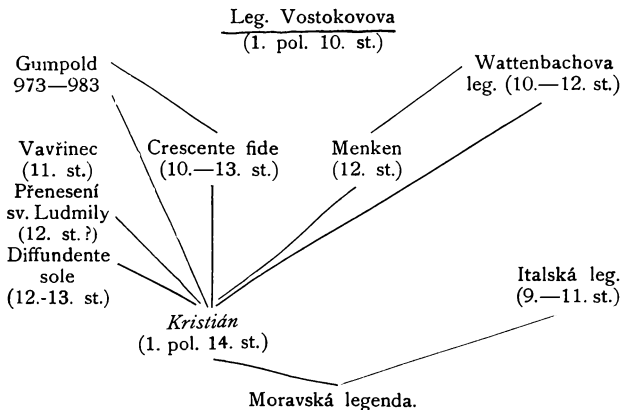 Leg. Vostokovova
(1. pol. 10. st.)
Gumpold
973—983
Wattenbachova
leg. (10.—12. st.)
Vavřinec
(11. st.)
Přenesení
sv. Ludmily
(12. st.?)
Diffundente
sole
(12.-13. st.)
Crescente fide
(10.—13. st.)
Menken
(12. st.)
Italská leg.
(9.—11. st.)
Kristián
(1. pol. 14. st.)
Moravská legenda.